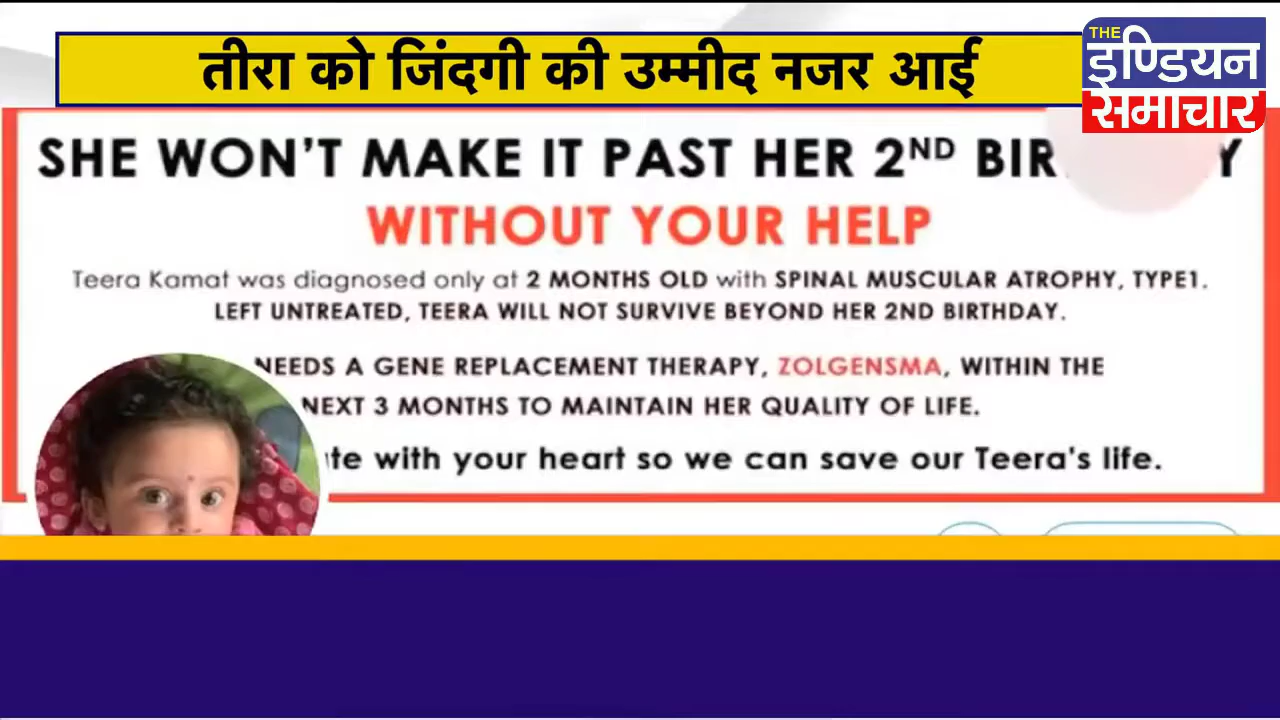 तीरा को जिंदगी की उम्मीद नजर आई
THE
इण्डियन
समाचार
SHE WON'T MAKE IT PAST HER 2ND
WITHOUT YOUR HELP
Teera Kamat was diagnosed only at 2 MONTHS OLD with SPINAL MUSCULAR ATROPHY, TYPE1.
LEFT UNTREATED, TEERA WILL NOT SURVIVE BEYOND HER 2ND BIRTHDAY.
NEEDS A GENE REPLACEMENT THERAPY, ZOLGENSMA, WITHIN THE
NEXT 3 MONTHS TO MAINTAIN HER QUALITY OF LIFE.
with your heart so we can save our Teera's life.